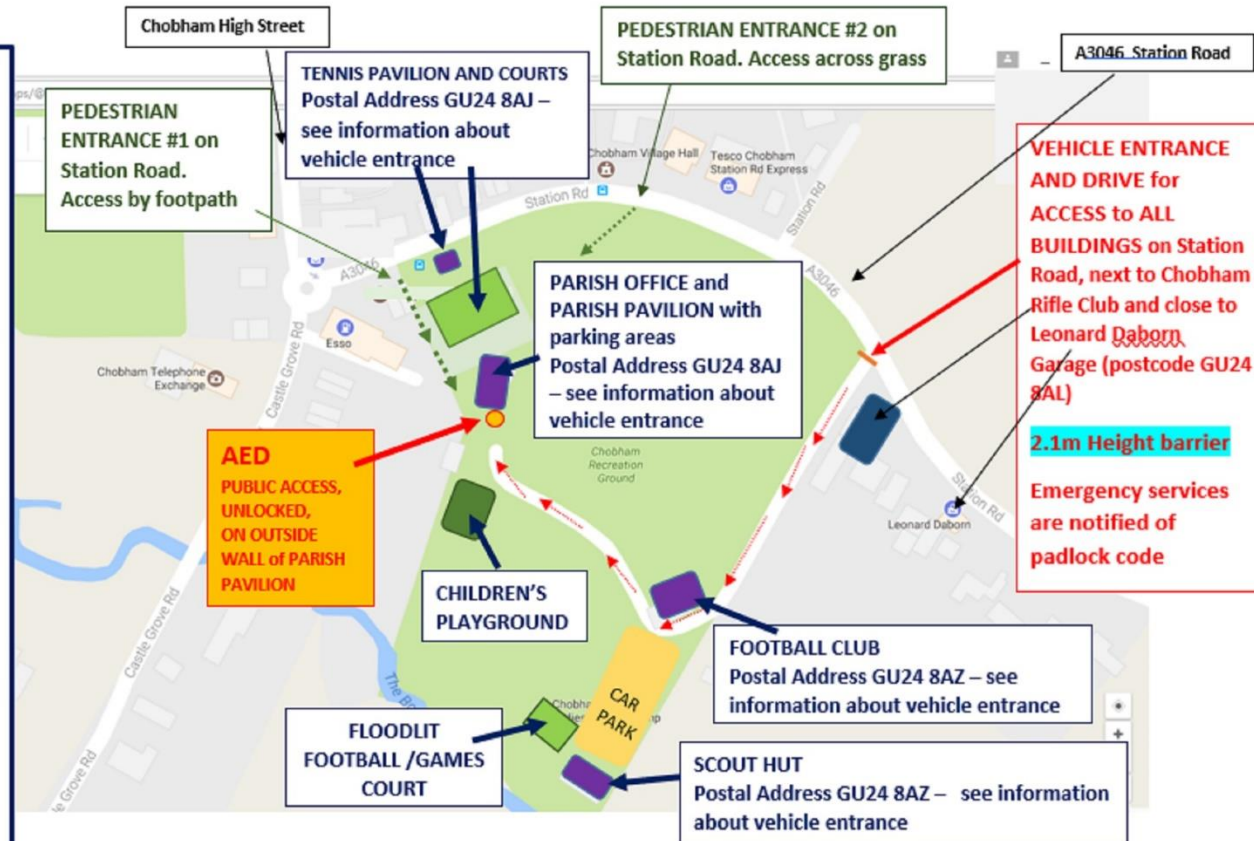 Chobham High Street
PEDESTRIAN ENTRANCE #2 on
Station Road. Access across grass
A3046 Station Road
TENNIS PAVILION AND COURTS
Postal Address GU24 8AJ –
see information about
vehicle entrance
PEDESTRIAN
ENTRANCE #1 on
Station Road.
Access by footpath
VEHICLE ENTRANCE
AND DRIVE for
ACCESS to ALL
BUILDINGS on Station
Road, next to Chobham
Rifle Club and close to
Leonard Daborn
Garage (postcode GU24
8AL)
2.1m Height barrier
Emergency services
are notified of
padlock code
Chobham Village Hall
Tesco Chobham
Station Rd Express
Station Rd
Station Rd
A3046
A3046
PARISH OFFICE and
PARISH PAVILION with
parking areas
Postal Address GU24 8AJ
– see information about
vehicle entrance
Esso
Chobham Telephone
Exchange
Castle Grove Rd
AED
PUBLIC ACCESS,
UNLOCKED,
ON OUTSIDE
WALL of PARISH
PAVILION
Chobham
Recreation
Ground
Station Rd
Leonard Daborn
CHILDREN'S
PLAYGROUND
FOOTBALL CLUB
Postal Address GU24 8AZ – see
information about vehicle entrance
Castle Grove Rd
CAR
PARK
FLOODLIT
FOOTBALL /GAMES
COURT
SCOUT HUT
Postal Address GU24 8AZ – see information
about vehicle entrance